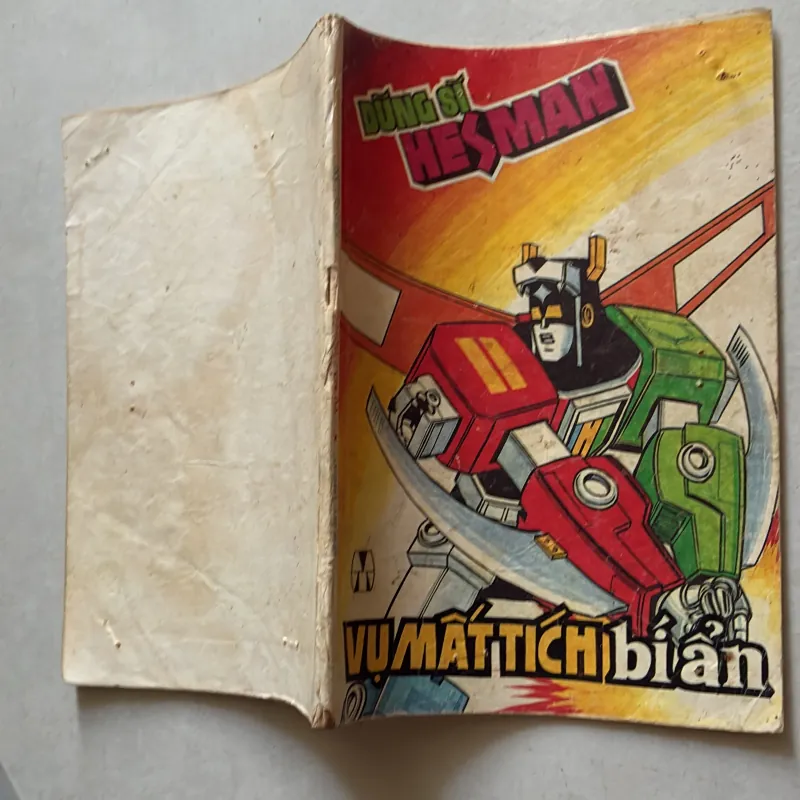 DŨNG SĨ
HESMAN
VỤ MẤT TÍCH bí ẩn